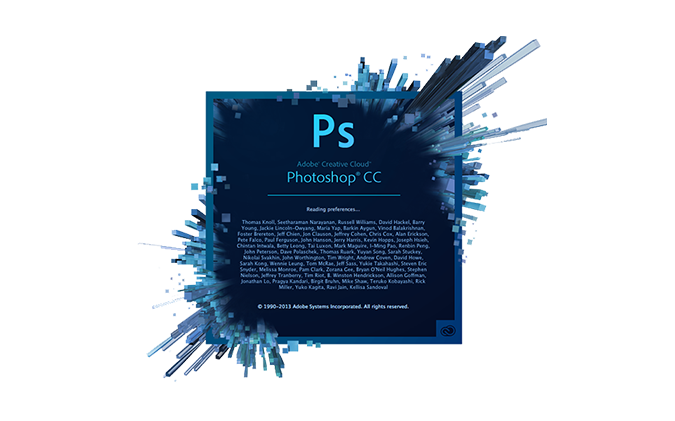 Ps
Adobe® Creative Cloud™
Photoshop® CC
Reading preferences...
Thomas Knoll, Seetharaman Narayanan, Russell Williams, David Hackel, Barry
Young, Jackie Lincoln-Owyang, Maria Yap, Barkin Aygun, Vinod Balakrishnan,
Foster Brereton, Jeff Chien, Jon Clauson, Jeffrey Cohen, Chris Cox, Alan Erickson,
Pete Falco, Paul Ferguson, John Hanson, Jerry Harris, Kevin Hopps, Joseph Hsieh,
Chintan Intwala, Betty Leong, Tai Luxon, Mark Maguire, I-Ming Pao, Renbin Peng,
John Peterson, Dave Polaschek, Thomas Ruark, Yuyan Song, Sarah Stuckey,
Nikolai Svakhin, John Worthington, Tim Wright, Andrew Coven, David Howe,
Sarah Kong, Wennie Leung, Tom McRae, Jeff Sass, Yukie Takahashi, Steven Eric
Snyder, Melissa Monroe, Pam Clark, Zorana Gee, Bryan O'Neil Hughes, Stephen
Nielson, Jeffrey Tranberry, Tim Riot, B. Winston Hendrickson, Allison Goffman,
Jonathan Lo, Pragya Kandari, Birgit Bruhn, Mike Shaw, Teruko Kobayashi, Rick
Miller, Yuko Kagita, Ravi Jain, Kellisa Sandoval
© 1990-2013 Adobe Systems Incorporated. All rights reserved.